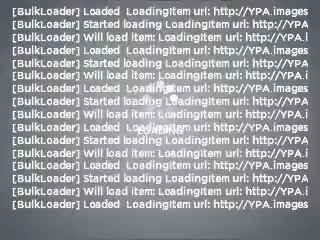 [BulkLoader] Loaded  LoadingItem url: http://YPA.images
[BulkLoader] Started loading LoadingItem url: http://YPA
[BulkLoader] Will load item: LoadingItem url: http://YPA.i
[BulkLoader] Loaded  LoadingItem url: http://YPA.images
[BulkLoader] Started loading LoadingItem url: http://YPA
[BulkLoader] Will load item: LoadingItem url: http://YPA.i
[BulkLoader] Loaded  LoadingItem url: http://YPA.images
[BulkLoader] Started loading LoadingItem url: http://YPA
[BulkLoader] Will load item: LoadingItem url: http://YPA.i
[BulkLoader] Loaded  LoadingItem url: http://YPA.images
[BulkLoader] Started loading LoadingItem url: http://YPA
[BulkLoader] Will load item: LoadingItem url: http://YPA.i
[BulkLoader] Loaded  LoadingItem url: http://YPA.images
[BulkLoader] Started loading LoadingItem url: http://YPA
[BulkLoader] Will load item: LoadingItem url: http://YPA.i
[BulkLoader] Loaded  LoadingItem url: http://YPA.images